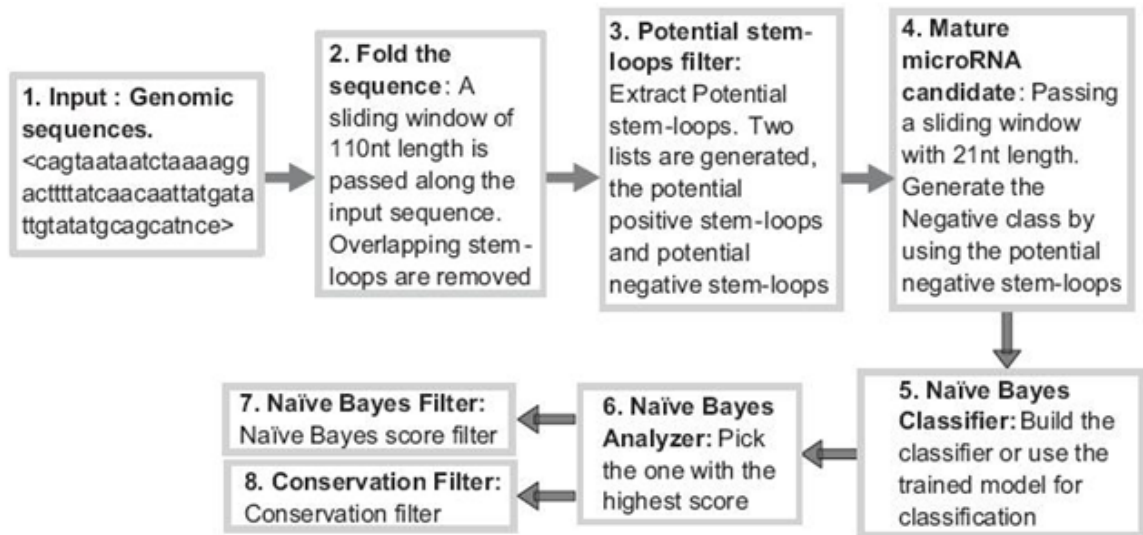 1. Input : Genomic
sequences.
<cagtaataatctaaaagg
acttttatcaacaattatgata
ttgtatatgcagcatnce>
2. Fold the
sequence: A
sliding window of
110nt length is
passed along the
input sequence.
Overlapping stem-
loops are removed
3. Potential stem-
loops filter:
Extract Potential
stem-loops. Two
lists are generated,
the potential
positive stem-loops
and potential
negative stem-loops
4. Mature
microRNA
candidate: Passing
a sliding window
with 21nt length.
Generate the
Negative class by
using the potential
negative stem-loops
5. Naïve Bayes
Classifier: Build the
classifier or use the
trained model for
classification
6. Naïve Bayes
Analyzer: Pick
the one with the
highest score
7. Naïve Bayes Filter:
Naïve Bayes score filter
8. Conservation Filter:
Conservation filter